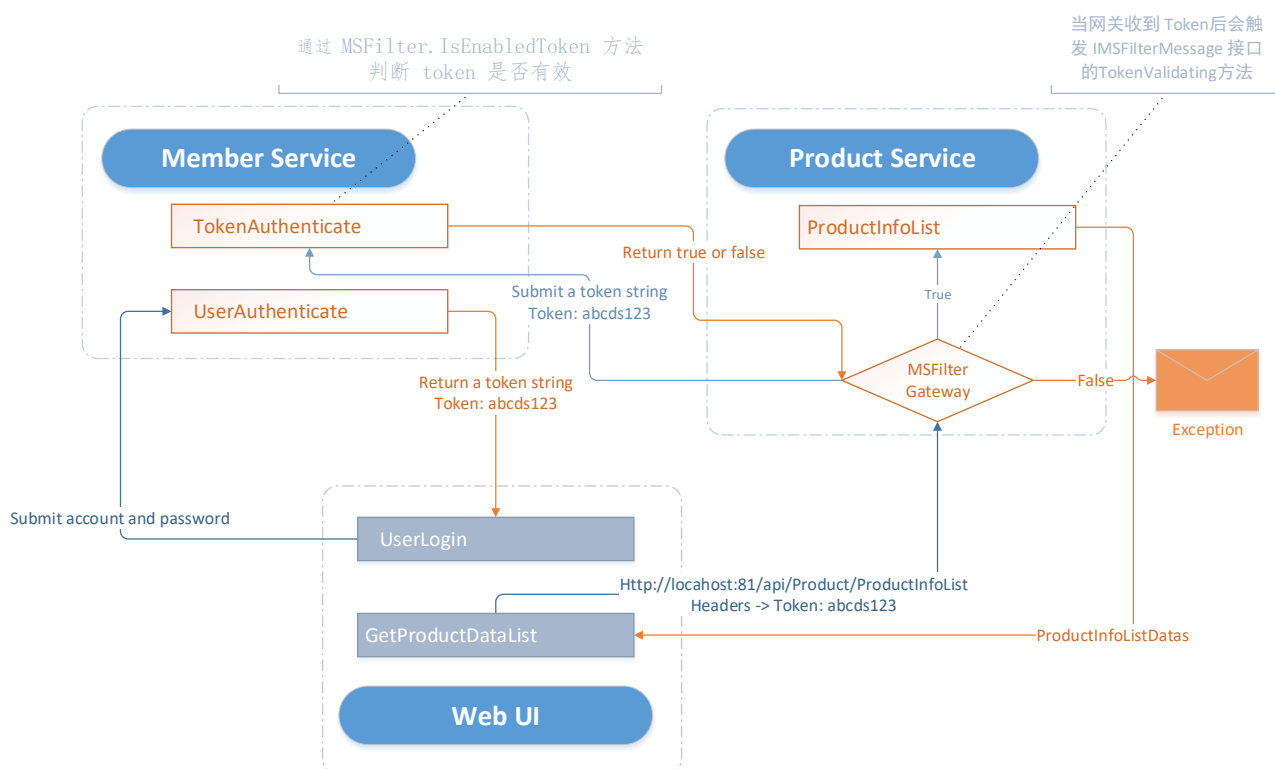 通过 MSFilter.IsEnabledToken 方法
判断 token 是否有效
当网关收到 Token后会触
发 IMSFilterMessage 接口
的TokenValidating方法
Member Service
Product Service
TokenAuthenticate
ProductInfoList
Return true or false
Submit a token string
Token: abcds123
True
UserAuthenticate
MSFilter
Gateway
False
Return a token string
Token: abcds123
Exception
Submit account and password
UserLogin
Http://locahost:81/api/Product/ProductInfoList
Headers -> Token: abcds123
GetProductDataList
ProductInfoListDatas
Web UI